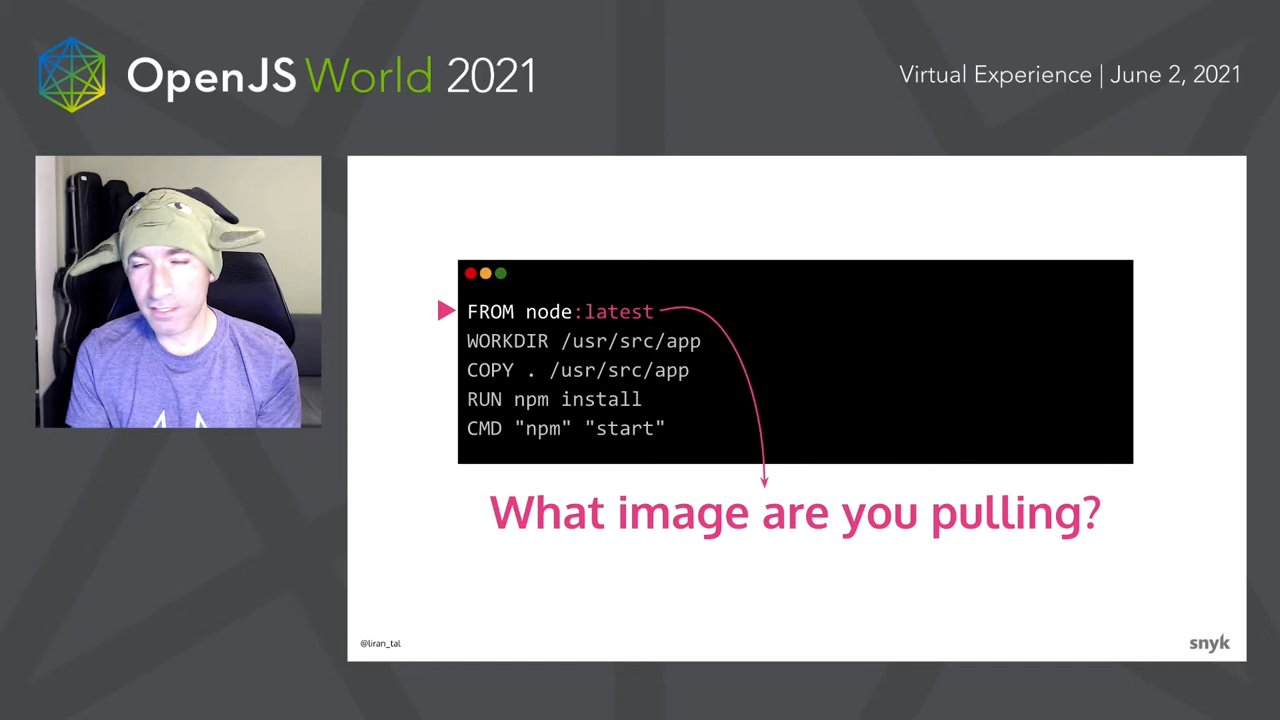 OpenJS World 2021
Virtual Experience | June 2, 2021
FROM node:latest
WORKDIR /usr/src/app
COPY . /usr/src/app
RUN npm install
CMD "npm" "start"
What image are you pulling?
@liran_tal
snyk